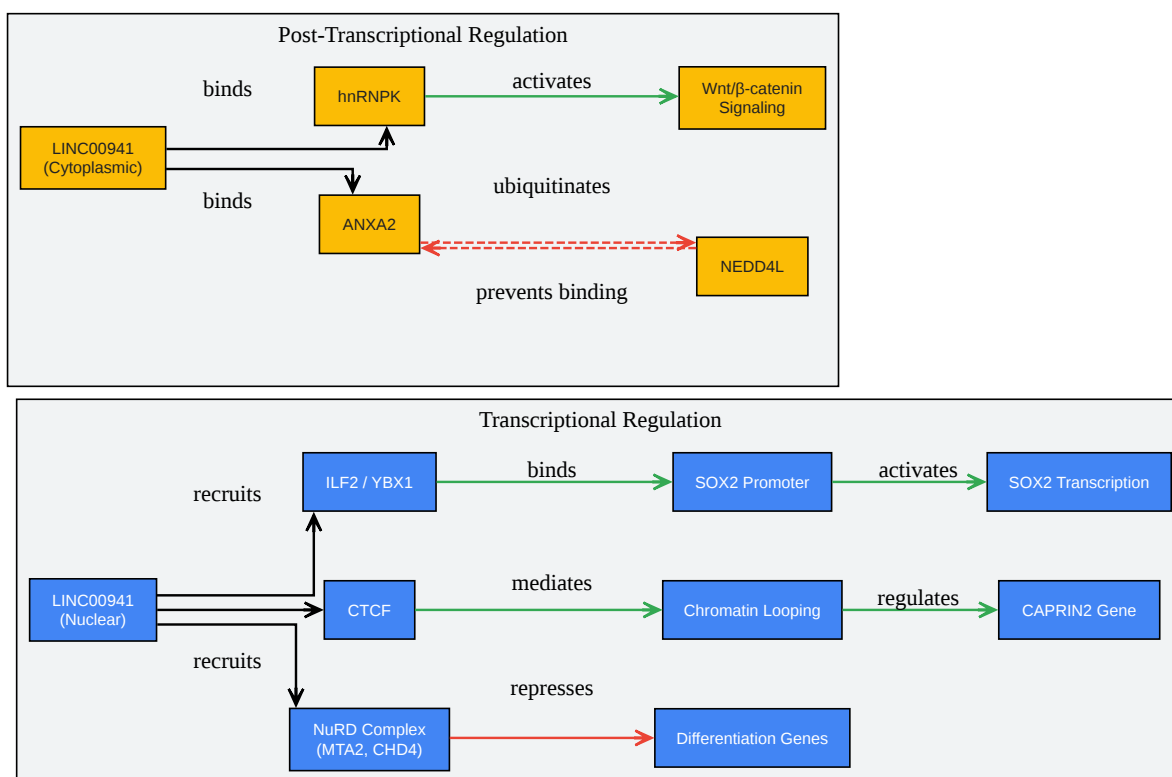 Post-Transcriptional Regulation
binds
hnRNPK
activates
Wnt/β-catenin
Signaling
LINC00941
(Cytoplasmic)
binds
ANXA2
ubiquitinates
NEDD4L
prevents binding
Transcriptional Regulation
recruits
ILF2 / YBX1
binds
SOX2 Promoter
activates
SOX2 Transcription
LINC00941
(Nuclear)
CTCF
mediates
Chromatin Looping
regulates
CAPRIN2 Gene
recruits
NuRD Complex
(MTA2, CHD4)
represses
Differentiation Genes